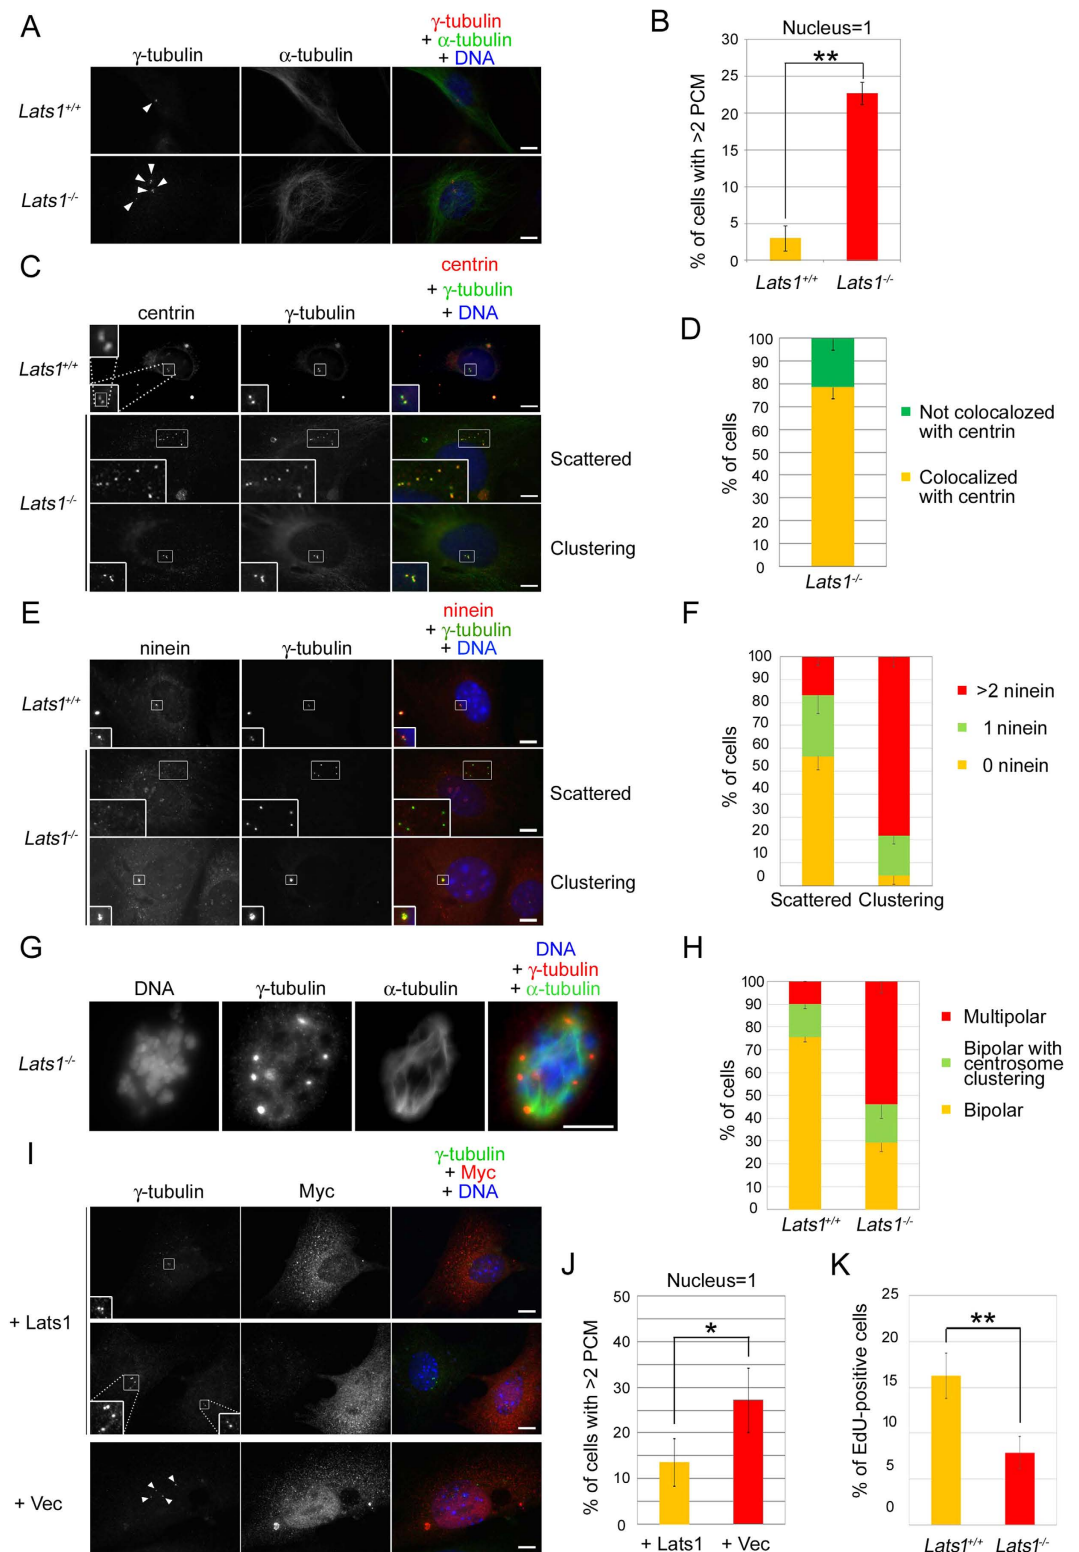 A
γ-tubulin
α-tubulin
γ-tubulin
+ α-tubulin
+ DNA
Lats1+/+
Lats1-/-
B
Nucleus=1
**
% of cells with >2 PCM
30
25
20
15
10
5
0
Lats1+/+ Lats1-/-
C
centrin
γ-tubulin
centrin
+ γ-tubulin
+ DNA
Lats1+/+
Lats1-/-
Scattered
Clustering
D
% of cells
100
90
80
70
60
50
40
30
20
10
0
Lats1-/-
Not colocalozed
with centrin
Colocalized
with centrin
E
ninein
γ-tubulin
ninein
+ γ-tubulin
+ DNA
Lats1+/+
Lats1-/-
Scattered
Clustering
F
% of cells
100
90
80
70
60
50
40
30
20
10
0
Scattered Clustering
>2 ninein
1 ninein
0 ninein
G
DNA
γ-tubulin
α-tubulin
DNA
+ γ-tubulin
+ α-tubulin
Lats1-/-
H
% of cells
100
90
80
70
60
50
40
30
20
10
0
Lats1+/+ Lats1-/-
Multipolar
Bipolar with
centrosome
clustering
Bipolar
I
γ-tubulin
Myc
γ-tubulin
+ Myc
+ DNA
+ Lats1
+ Vec
J
Nucleus=1
*
% of cells with >2 PCM
50
40
30
20
10
0
+ Lats1 + Vec
K
**
% of EdU-positive cells
25
20
15
10
5
0
Lats1+/+ Lats1-/-